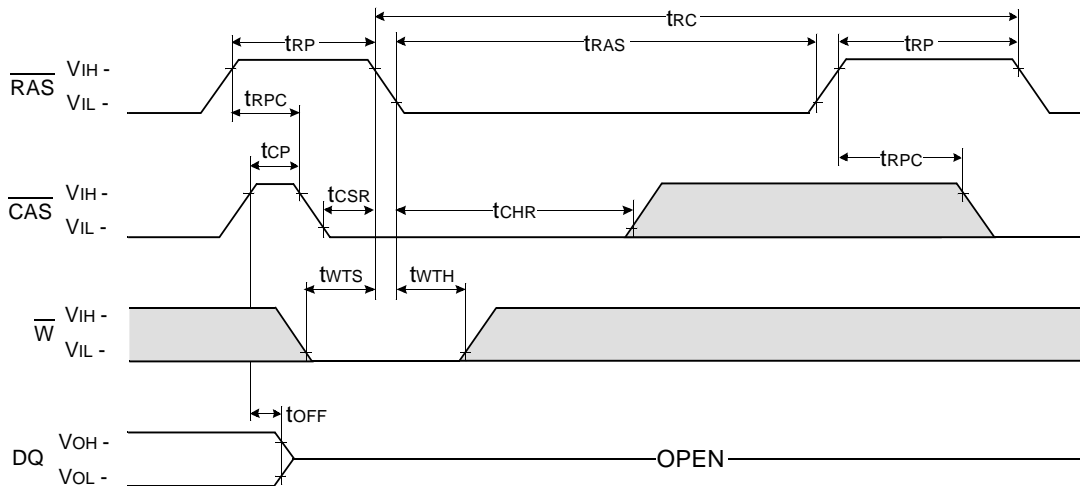 tRC
tRP tRAS tRP
RAS VIH -
VIL -
tRPC
tCP tRPC
CAS VIH -
VIL -
tCSR tCHR
tWTS tWTH
W VIH -
VIL -
tOFF
DQ VOH -
VOL -
OPEN